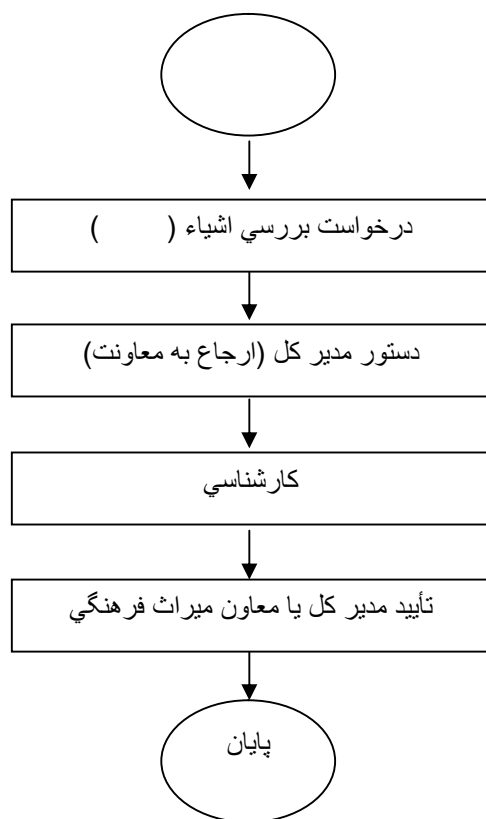 درخواست بررسي اشياء (        )
دستور مدير كل (ارجاع به معاونت)
كارشناسي
تأييد مدير كل يا معاون ميراث فرهنگي
پايان